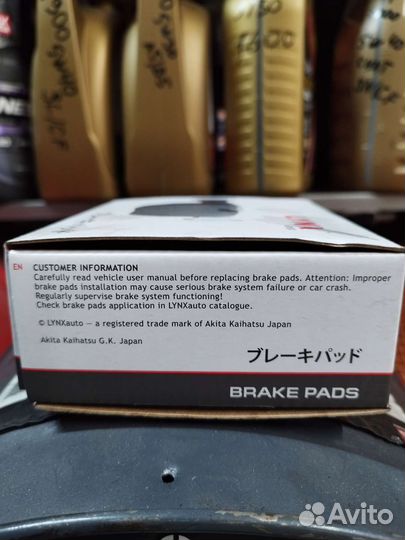 EN CUSTOMER INFORMATION
Carefully read vehicle user manual before replacing brake pads. Attention: Improper
brake pads installation may cause serious brake system failure or car crash.
Regularly supervise brake system functioning!
Check brake pads application in LYNXauto catalogue.
© LYNXauto — a registered trade mark of Akita Kaihatsu Japan
Akita Kaihatsu G.K. Japan
ブレーキパッド
BRAKE PADS
Avito